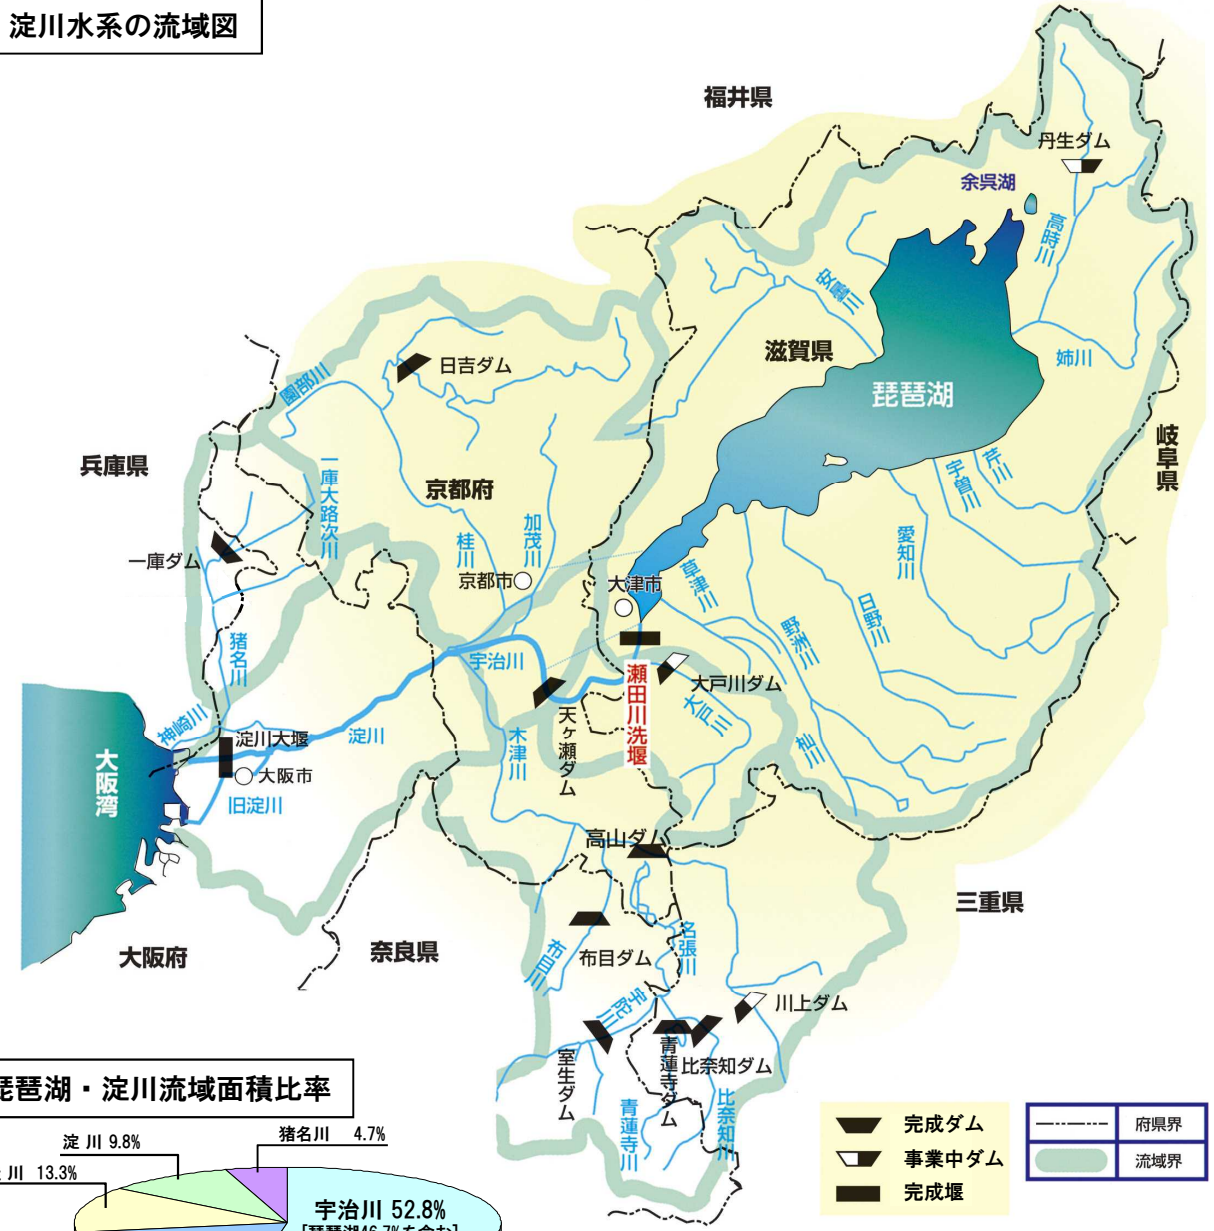 淀川水系の流域図
福井県
丹生ダム
余呉湖
高時川
安曇川
滋賀県
姉川
琵琶湖
日吉ダム
園部川
岐阜県
兵庫県
一庫大路次川
京都府
桂川
加茂川
芹川
宇曽川
愛知川
一庫ダム
京都市
大津市
草津川
日野川
野洲川
猪名川
宇治川
瀬田川洗堰
大戸川ダム
大戸川
杣川
神崎川
淀川大堰
淀川
天ヶ瀬ダム
木津川
大阪湾
大阪市
旧淀川
高山ダム
三重県
大阪府
奈良県
布目川
布目ダム
名張川
宇陀川
川上ダム
室生ダム
青蓮寺ダム
比奈知ダム
青蓮寺川
比奈知川
琵琶湖・淀川流域面積比率
淀川 9.8%
猪名川 4.7%
川 13.3%
宇治川 52.8%
[琵琶湖46.7%を含む]
完成ダム
事業中ダム
完成堰
府県界
流域界